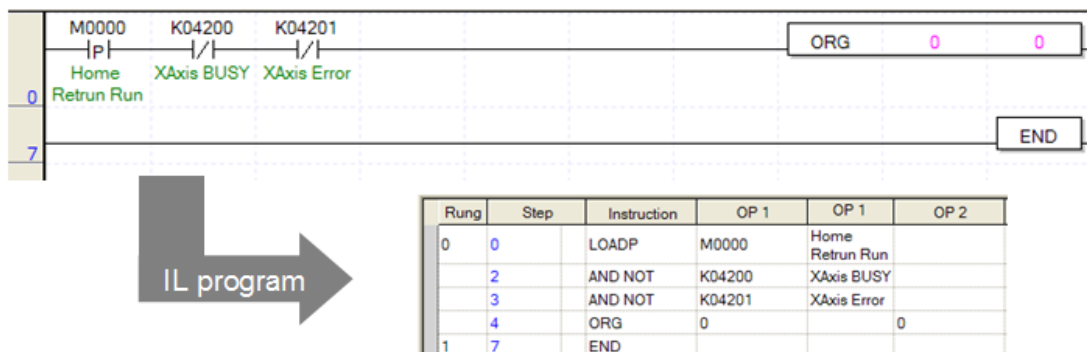 M0000 K04200 K04201
P
ORG 0 0
Home XAxis BUSY XAxis Error
Retrun Run
0
END
7
IL program
Rung Step Instruction OP 1 OP 1 OP 2
0 0 LOADP M0000 Home
Retrun Run
2 AND NOT K04200 XAxis BUSY
3 AND NOT K04201 XAxis Error
4 ORG 0 0
1 7 END